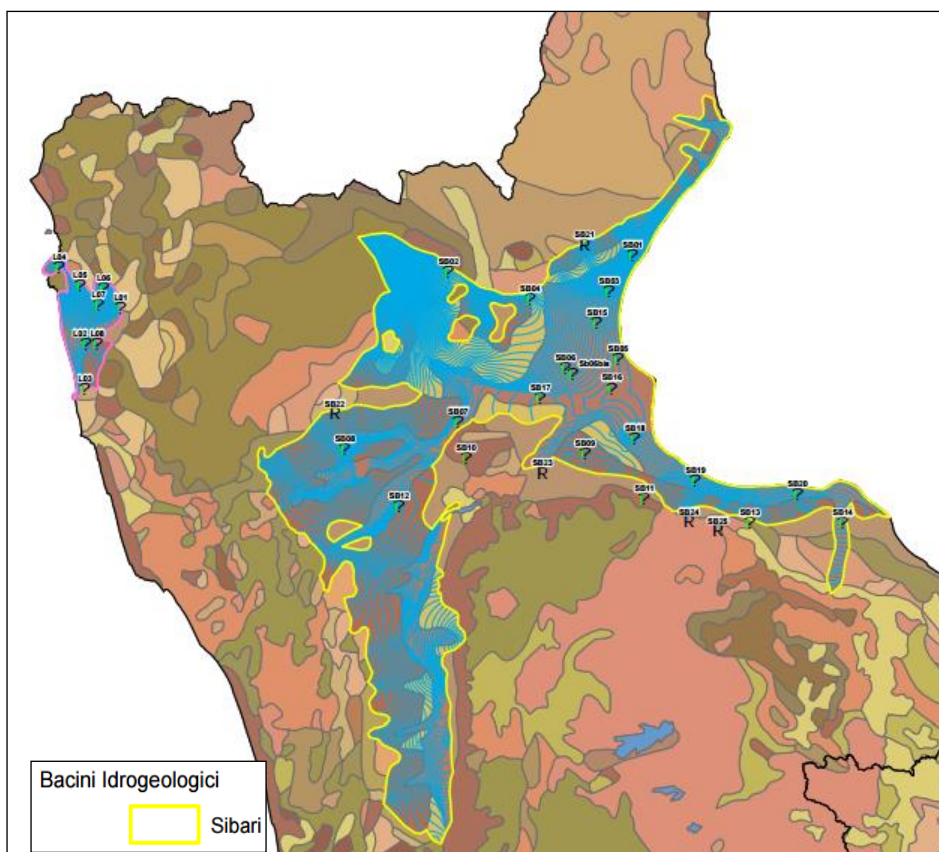 SB21
R
SB01
?
L04
?
SB02
?
L05
?
L06
?
SB03
?
SB04
?
L07
?
L01
?
SB15
?
L02
?
L08
?
SB05
?
SB06
?
Sb06bis
?
L03
?
SB16
?
SB17
?
SB22
R
SB07
?
SB18
?
SB08
?
SB09
?
SB10
?
SB23
R
SB19
?
SB11
?
SB20
?
SB12
?
SB24
R
SB25
R
SB13
?
SB14
?
Bacini Idrogeologici
Sibari